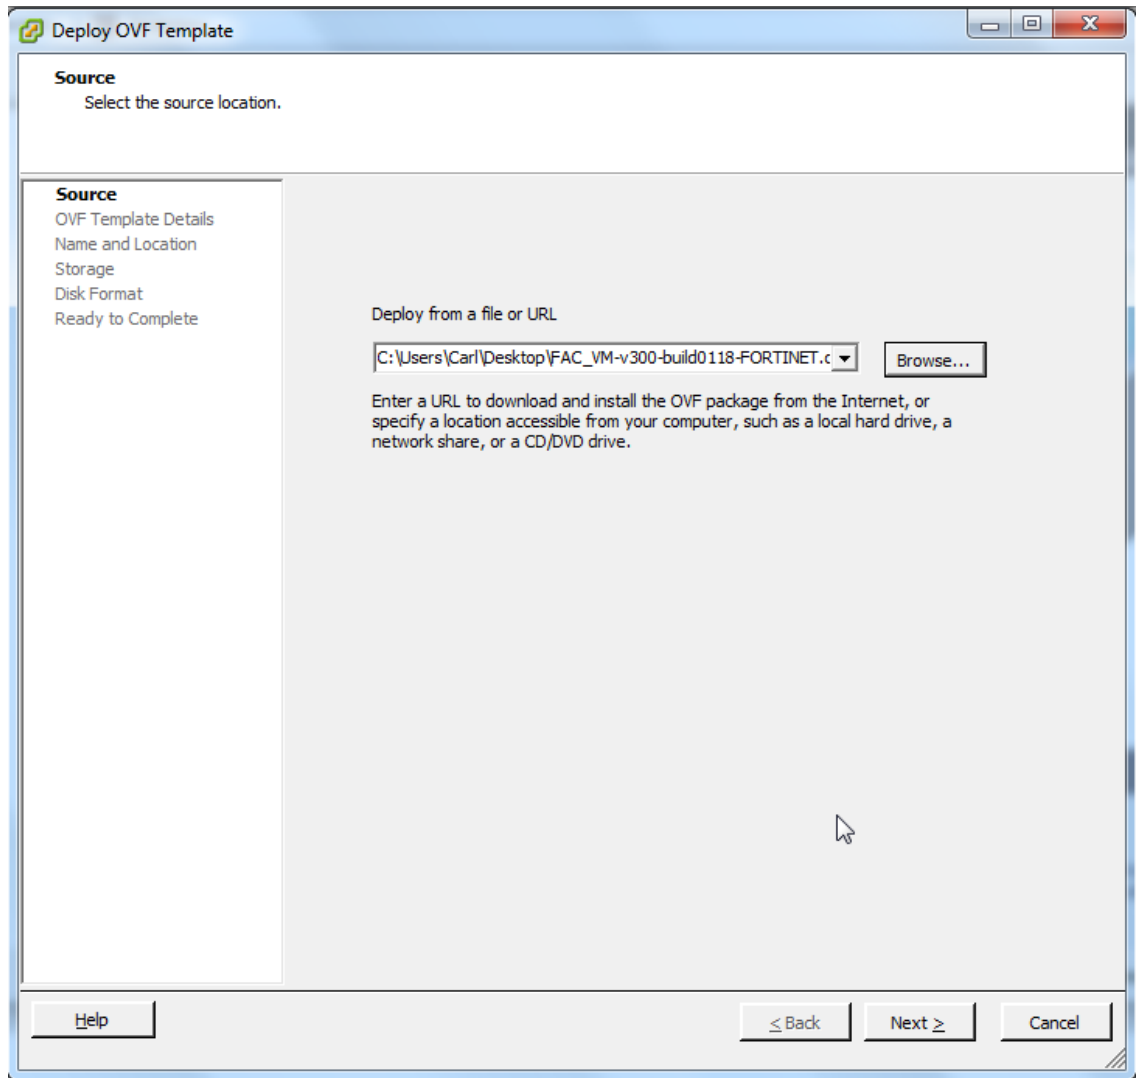 Deploy OVF Template
Source
Select the source location.
Source
OVF Template Details
Name and Location
Storage
Disk Format
Ready to Complete
Deploy from a file or URL
C:\Users\Carl\Desktop\FAC_VM-v300-build0118-FORTINET.c
Browse...
Enter a URL to download and install the OVF package from the Internet, or
specify a location accessible from your computer, such as a local hard drive, a
network share, or a CD/DVD drive.
Help
< Back
Next >
Cancel